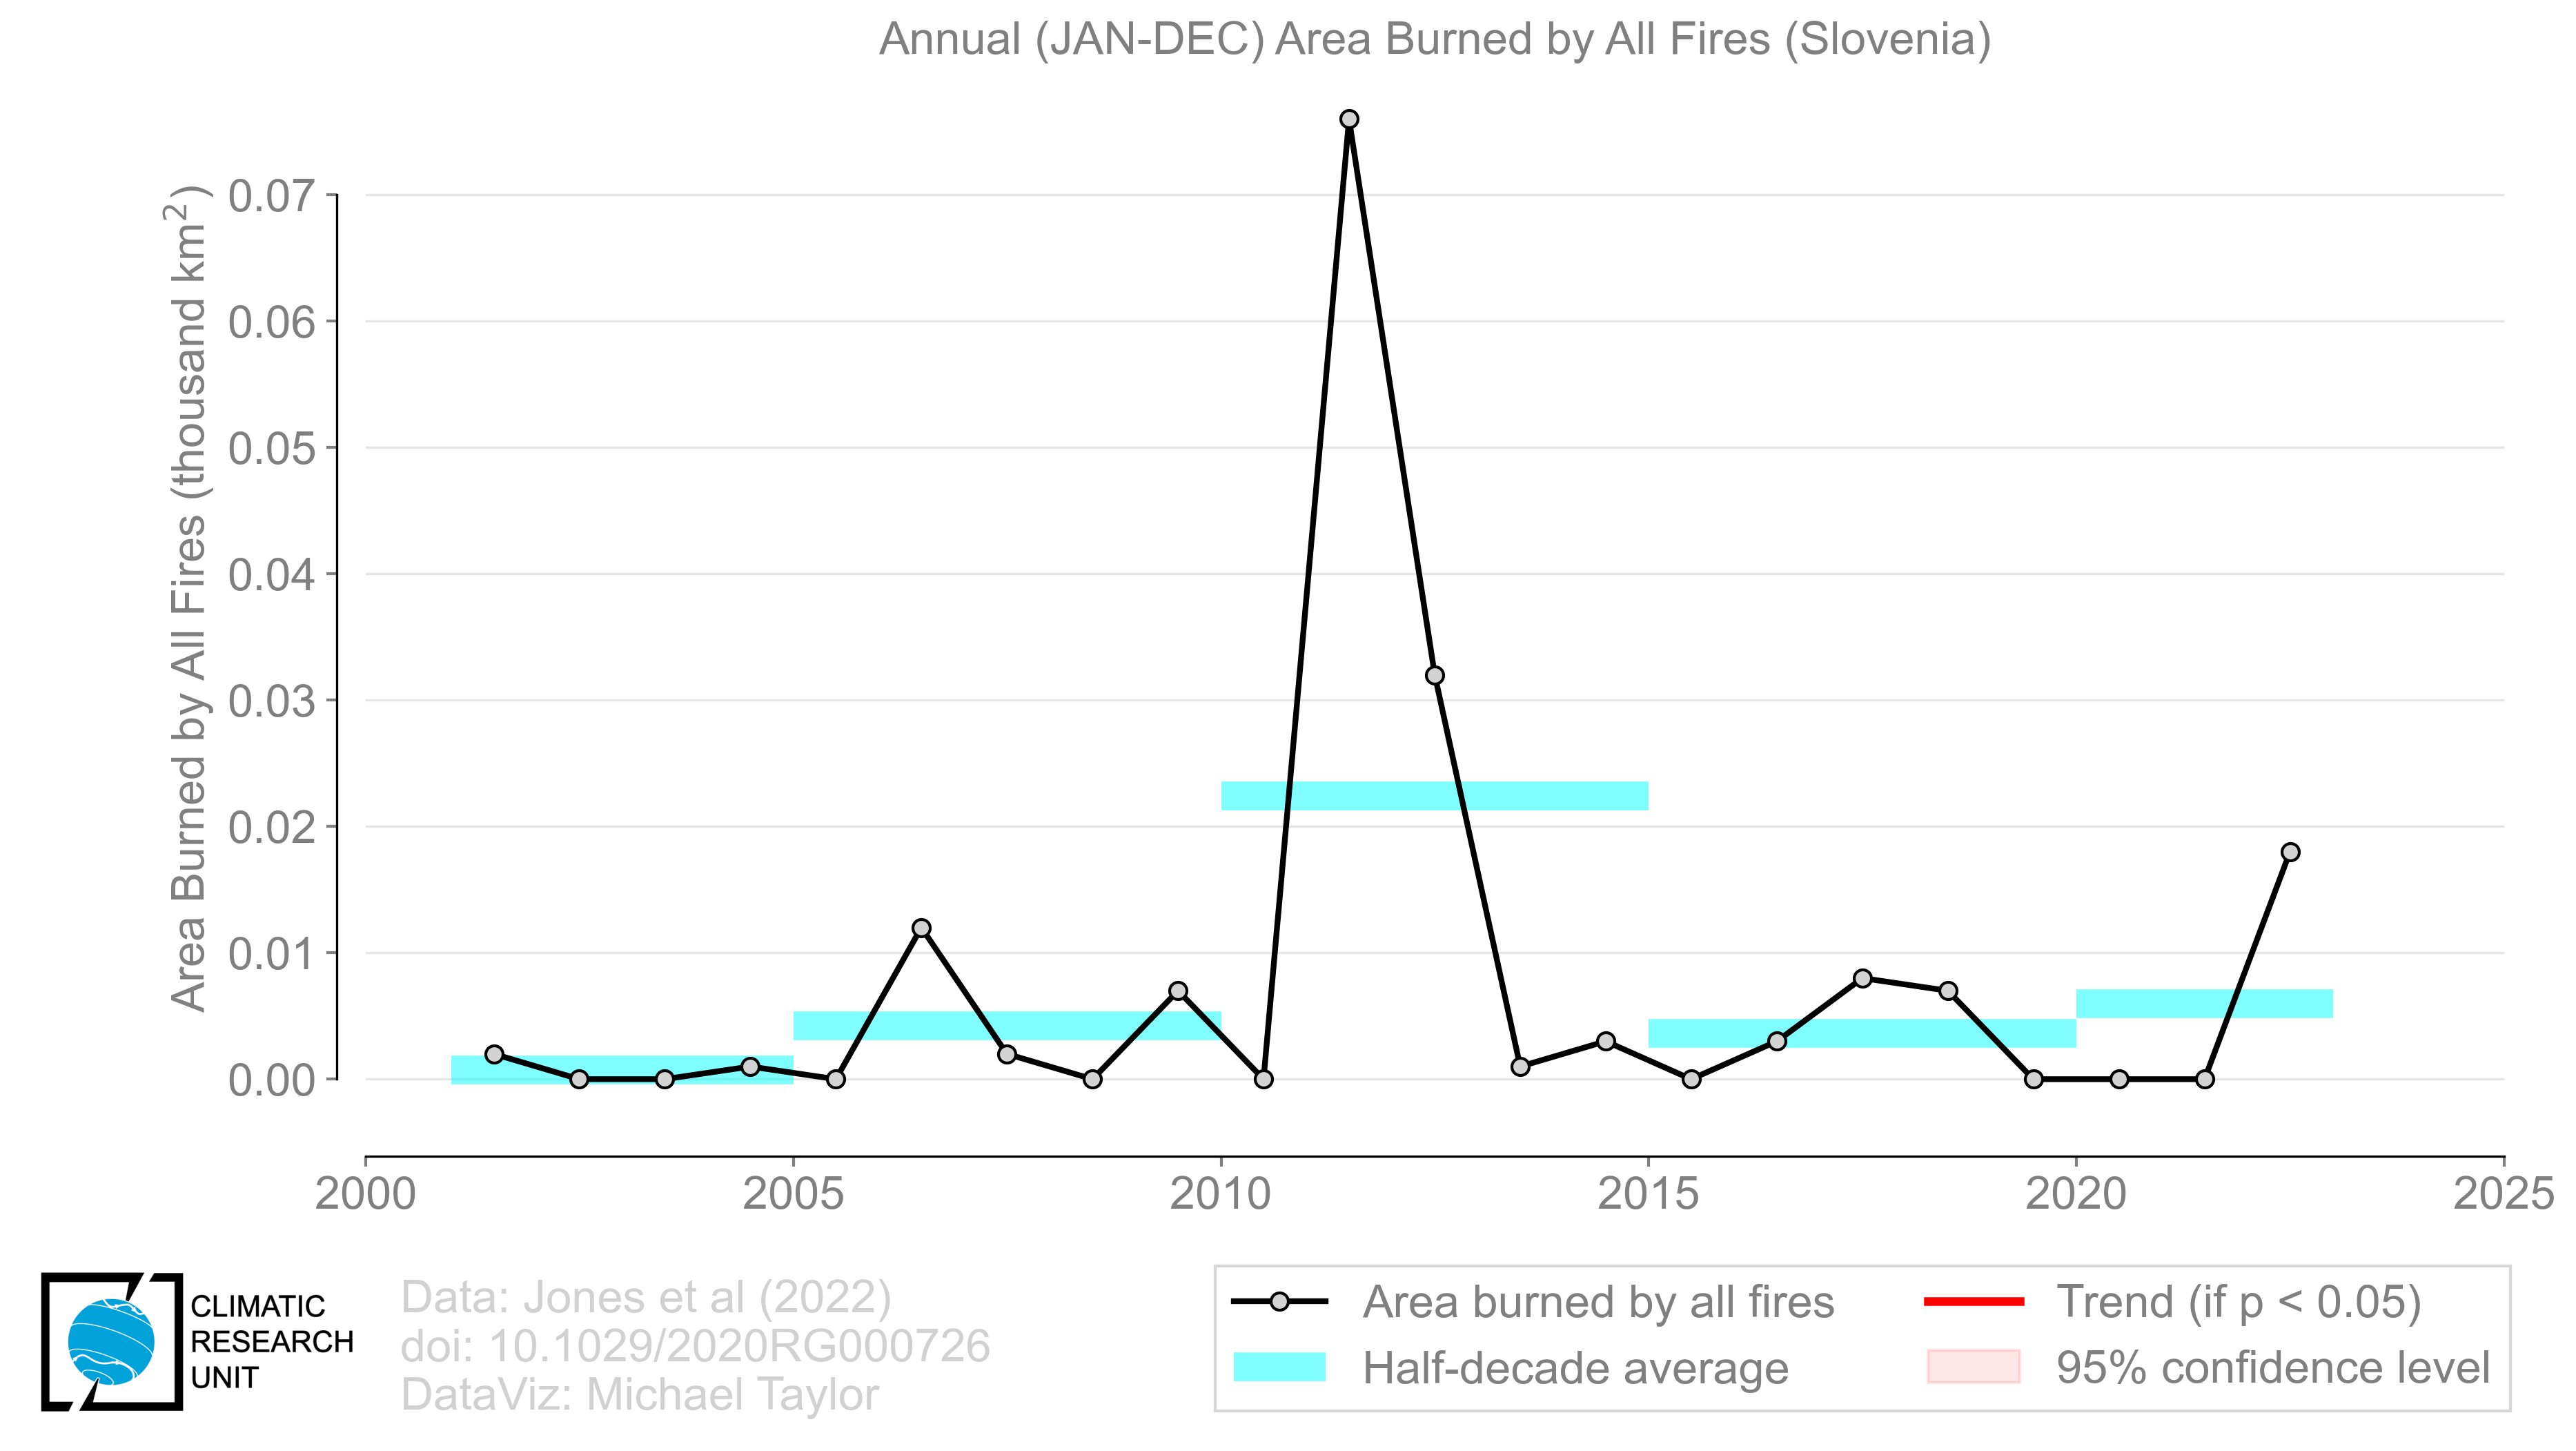 Annual (JAN-DEC) Area Burned by All Fires (Slovenia)
Area Burned by All Fires (thousand km²)
0.07
0.06
0.05
0.04
0.03
0.02
0.01
0.00
2000 2005 2010 2015 2020 2025
CLIMATIC
RESEARCH
UNIT
Data: Jones et al (2022)
doi: 10.1029/2020RG000726
DataViz: Michael Taylor
Area burned by all fires
Half-decade average
Trend (if p < 0.05)
95% confidence level